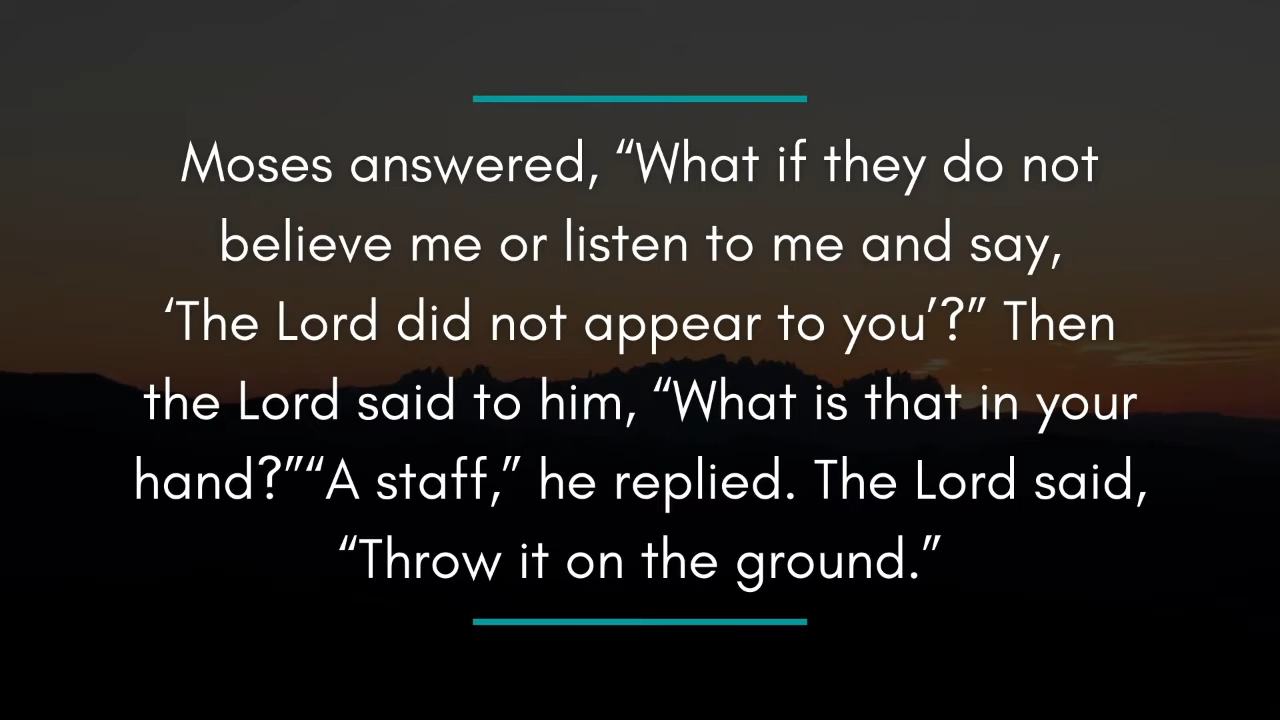 Moses answered, “What if they do not
believe me or listen to me and say,
‘The Lord did not appear to you’?” Then
the Lord said to him, “What is that in your
hand?”“A staff,” he replied. The Lord said,
“Throw it on the ground.”